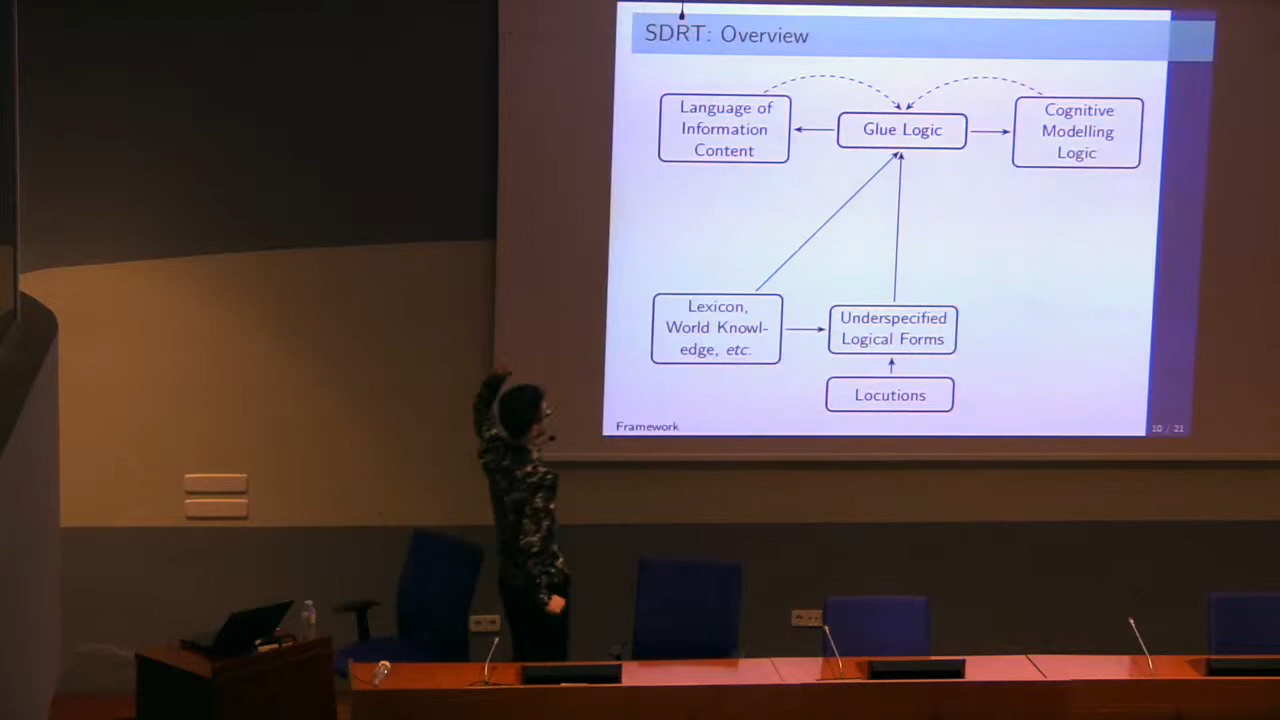 SDRT: Overview
Language of
Information
Content
Glue Logic
Cognitive
Modelling
Logic
Lexicon,
World Knowl-
edge, etc.
Underspecified
Logical Forms
Locutions
Framework
10 / 21